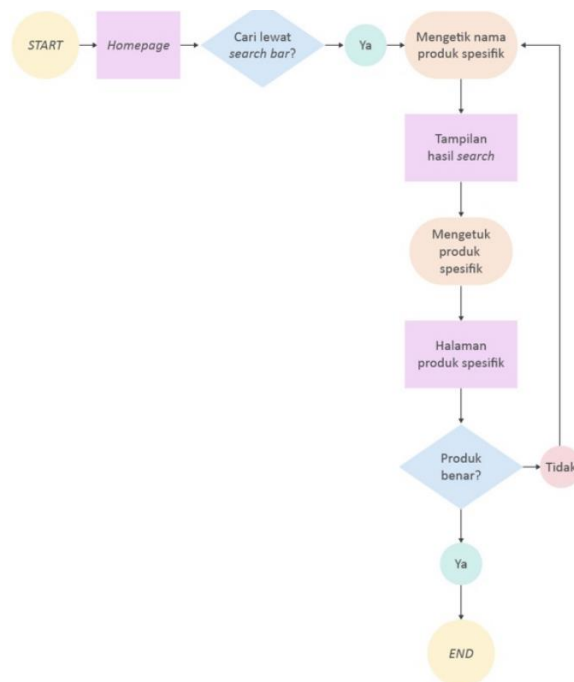 START
Homepage
Cari lewat
search bar?
Ya
Mengetik nama
produk spesifik
Tampilan
hasil search
Mengetuk
produk
spesifik
Halaman
produk spesifik
Produk
benar?
Tidak
Ya
END